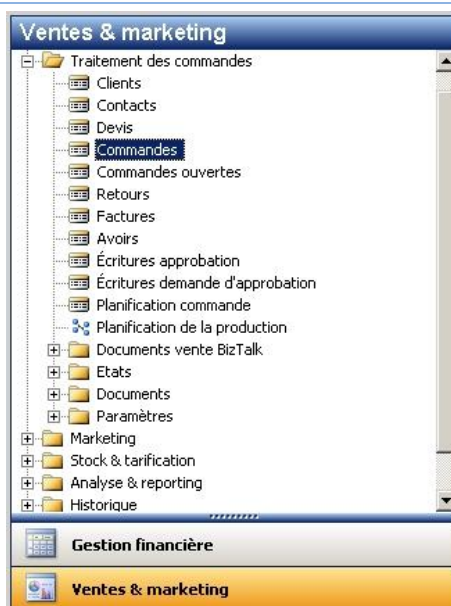 Ventes & marketing
Traitement des commandes
Clients
Contacts
Devis
Commandes
Commandes ouvertes
Retours
Factures
Avoirs
Écritures approbation
Écritures demande d'approbation
Planification commande
Planification de la production
Documents vente BizTalk
Etats
Documents
Paramètres
Marketing
Stock & tarification
Analyse & reporting
Historique
Gestion financière
Ventes & marketing